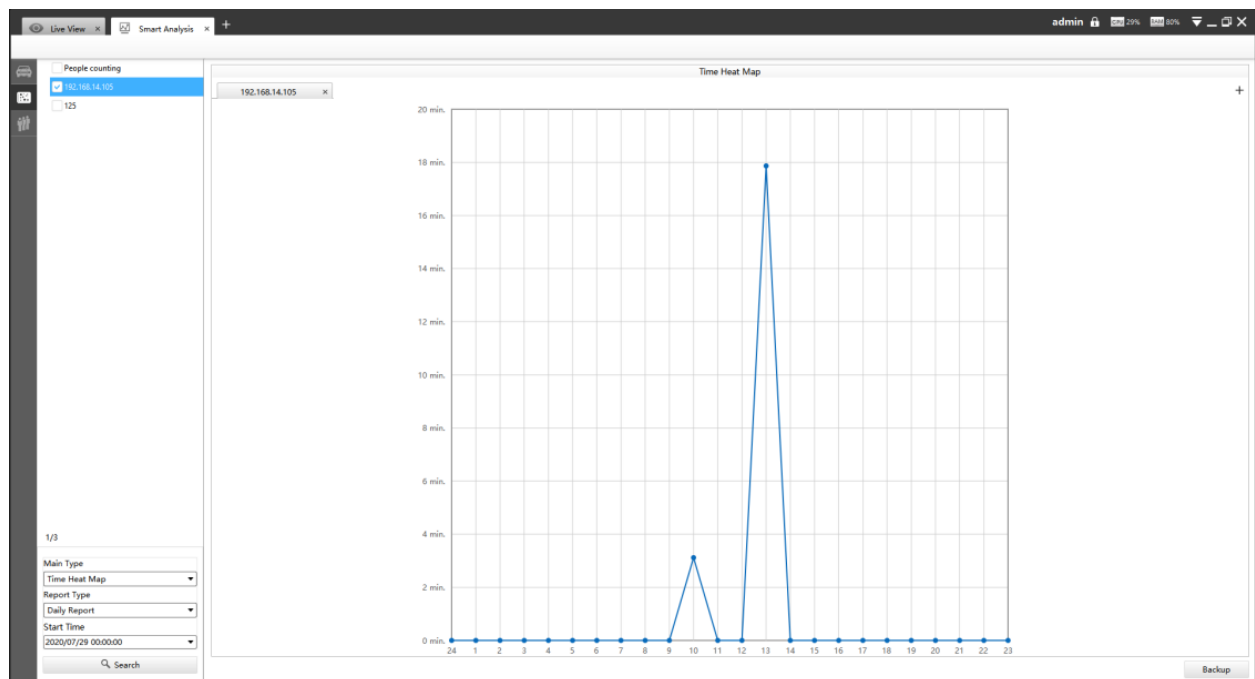 Live View × Smart Analysis × +
admin CPU 29% RAM 80%
People counting
192.168.14.105
125
1/3
Main Type
Time Heat Map
Report Type
Daily Report
Start Time
2020/07/29 00:00:00
Search
Time Heat Map
192.168.14.105 × +
20 min.
18 min.
16 min.
14 min.
12 min.
10 min.
8 min.
6 min.
4 min.
2 min.
0 min.
24 1 2 3 4 5 6 7 8 9 10 11 12 13 14 15 16 17 18 19 20 21 22 23
Backup